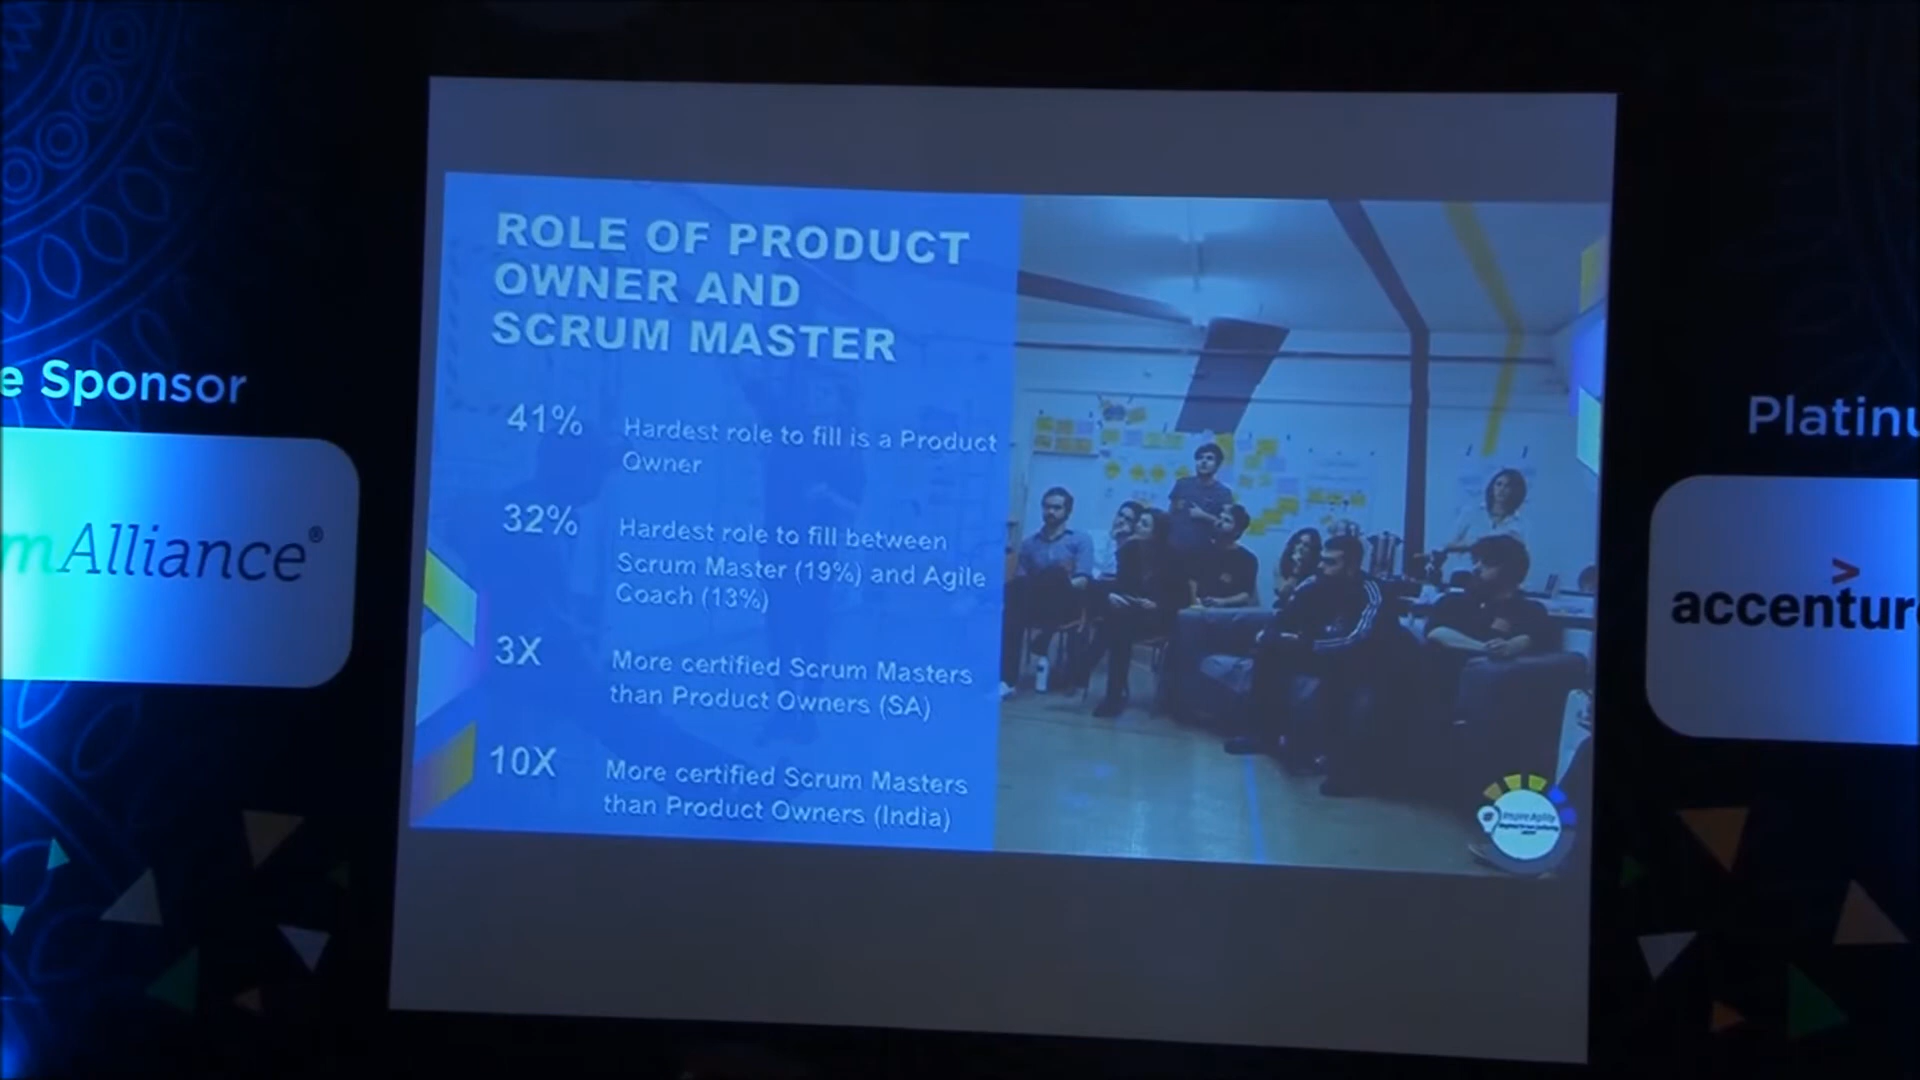 ROLE OF PRODUCT
OWNER AND
SCRUM MASTER
41% Hardest role to fill is a Product
Owner
32% Hardest role to fill between
Scrum Master (19%) and Agile
Coach (13%)
3X More certified Scrum Masters
than Product Owners (SA)
10X More certified Scrum Masters
than Product Owners (India)
e Sponsor
mAlliance®
Platinu
>
accenture